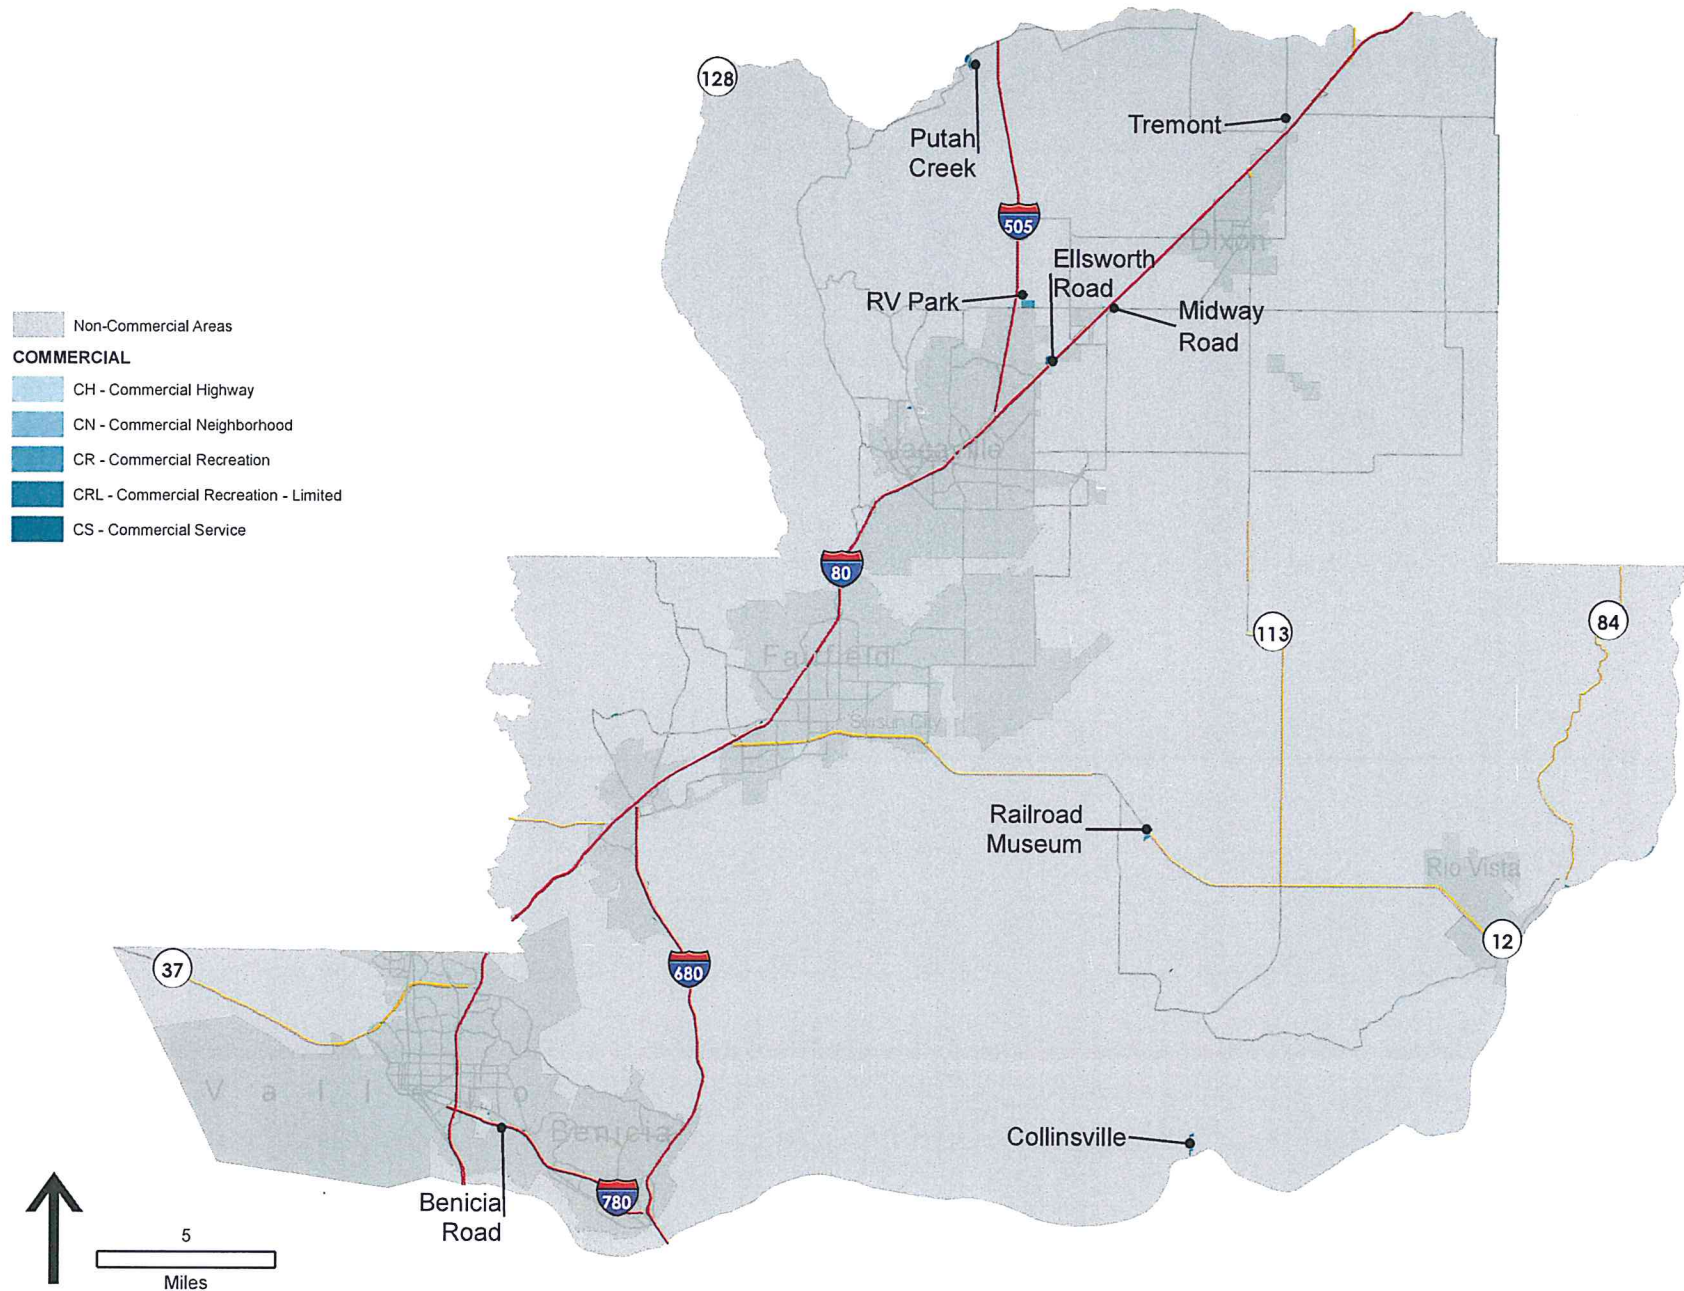 128
Putah
Creek
Tremont
505
Dixon
Ellsworth
Road
RV Park
Midway
Road
Non-Commercial Areas
COMMERCIAL
CH - Commercial Highway
CN - Commercial Neighborhood
CR - Commercial Recreation
CRL - Commercial Recreation - Limited
CS - Commercial Service
Vacaville
80
113
84
Fairfield
Suisun City
Railroad
Museum
Rio Vista
12
37
680
Vallejo
Benicia
Collinsville
Benicia
Road
780
5
Miles